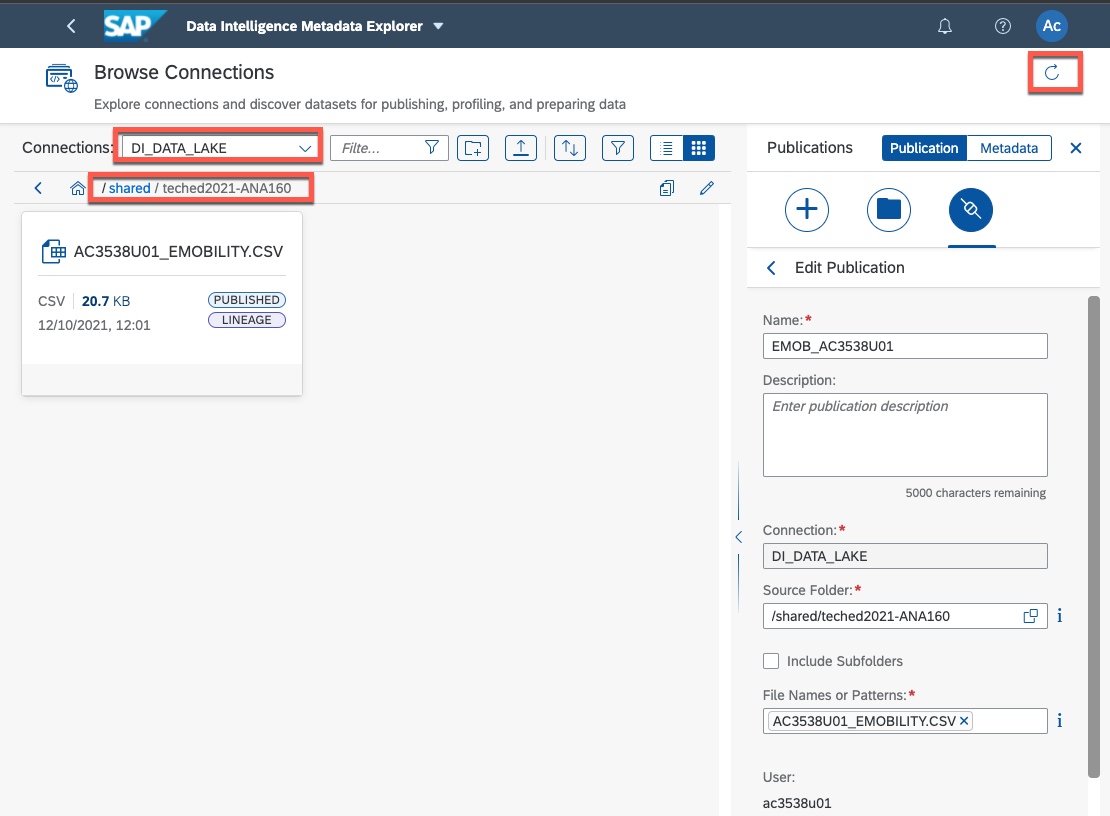 SAP Data Intelligence Metadata Explorer Ac
Browse Connections
Explore connections and discover datasets for publishing, profiling, and preparing data
Connections: DI_DATA_LAKE Filte...
/ shared / teched2021-ANA160
AC3538U01_EMOBILITY.CSV
CSV 20.7 KB PUBLISHED
LINEAGE
12/10/2021, 12:01
Publications Publication Metadata
Edit Publication
Name:*
EMOB_AC3538U01
Description:
Enter publication description
5000 characters remaining
Connection:*
DI_DATA_LAKE
Source Folder:*
/shared/teched2021-ANA160
Include Subfolders
File Names or Patterns:*
AC3538U01_EMOBILITY.CSV
User:
ac3538u01